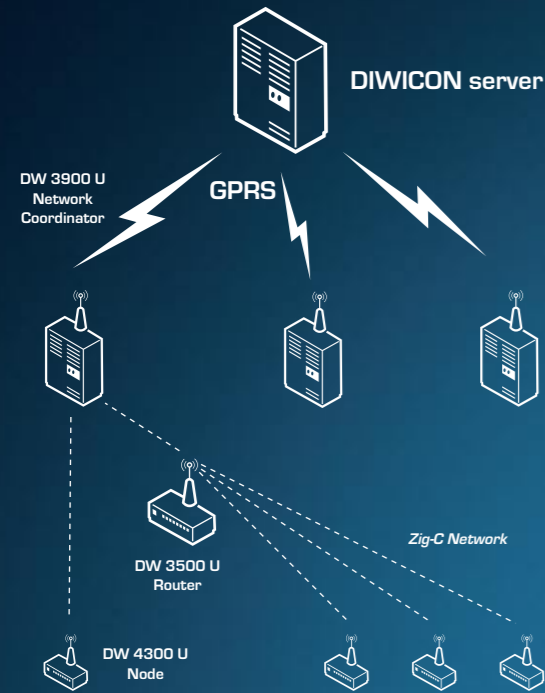 DIWICON server
DW 3900 U
Network
Coordinator
GPRS
Zig-C Network
DW 3500 U
Router
DW 4300 U
Node